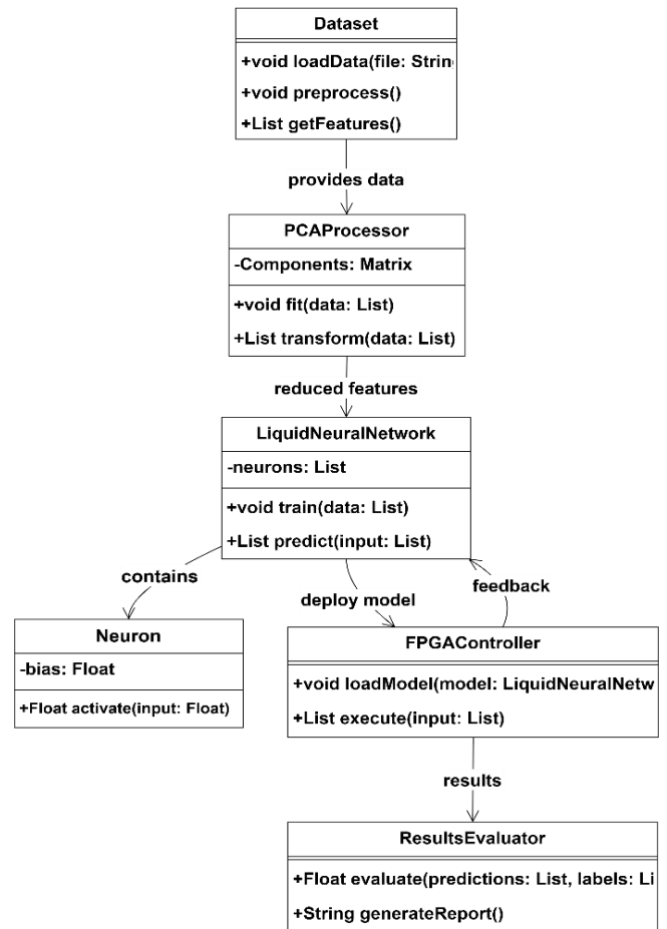 Dataset
+void loadData(file: Strin
+void preprocess()
+List getFeatures()
provides data
PCAProcessor
-Components: Matrix
+void fit(data: List)
+List transform(data: List)
reduced features
LiquidNeuralNetwork
-neurons: List
+void train(data: List)
+List predict(input: List)
contains
deploy model
feedback
Neuron
-bias: Float
+Float activate(input: Float)
FPGAController
+void loadModel(model: LiquidNeuralNetw
+List execute(input: List)
results
ResultsEvaluator
+Float evaluate(predictions: List, labels: Li
+String generateReport()